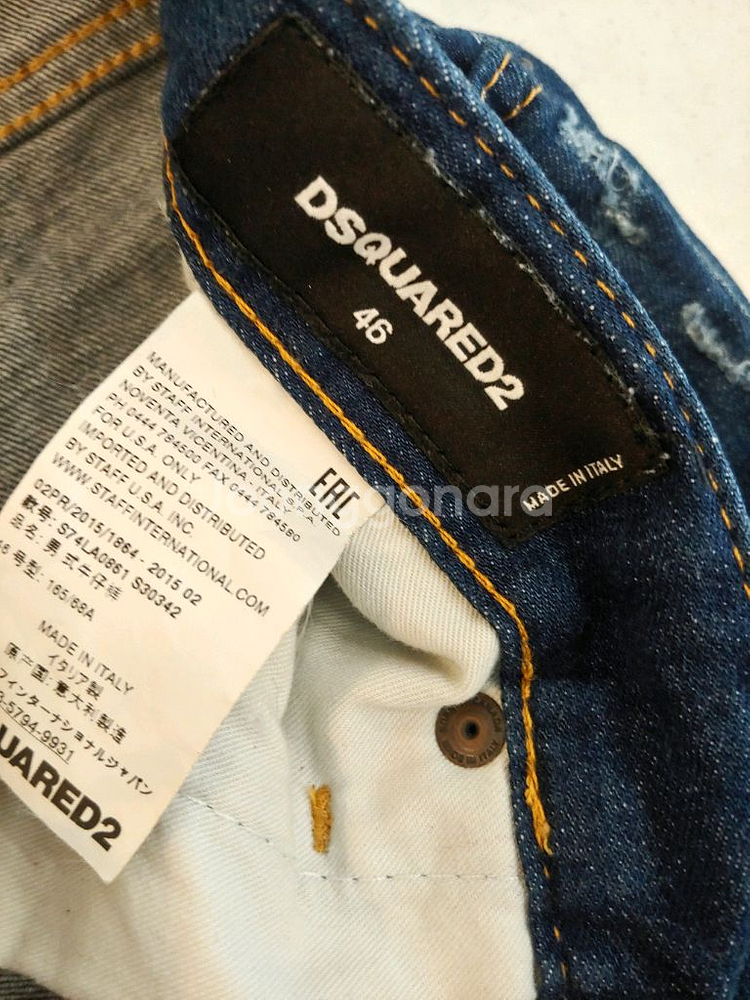 DSQUARED2
46
MADE IN ITALY
MANUFACTURED AND DISTRIBUTED
BY STAFF INTERNATIONAL S.P.A.
NOVENTA VICENTINA, ITALY
PH 0444 784500 FAX 0444 784590
FOR U.S.A. ONLY
IMPORTED AND DISTRIBUTED
BY STAFF U.S.A. INC.
WWW.STAFFINTERNATIONAL.COM
EAC
02PR/2015/1864 - 2015 02
款号: S74LA0861 S30342
品名: 男式牛仔裤
46 号型: 165/68A
MADE IN ITALY
イタリア製
原产国: 意大利製造
フインターナショナルジャパン
3-5794-9931
UARED2